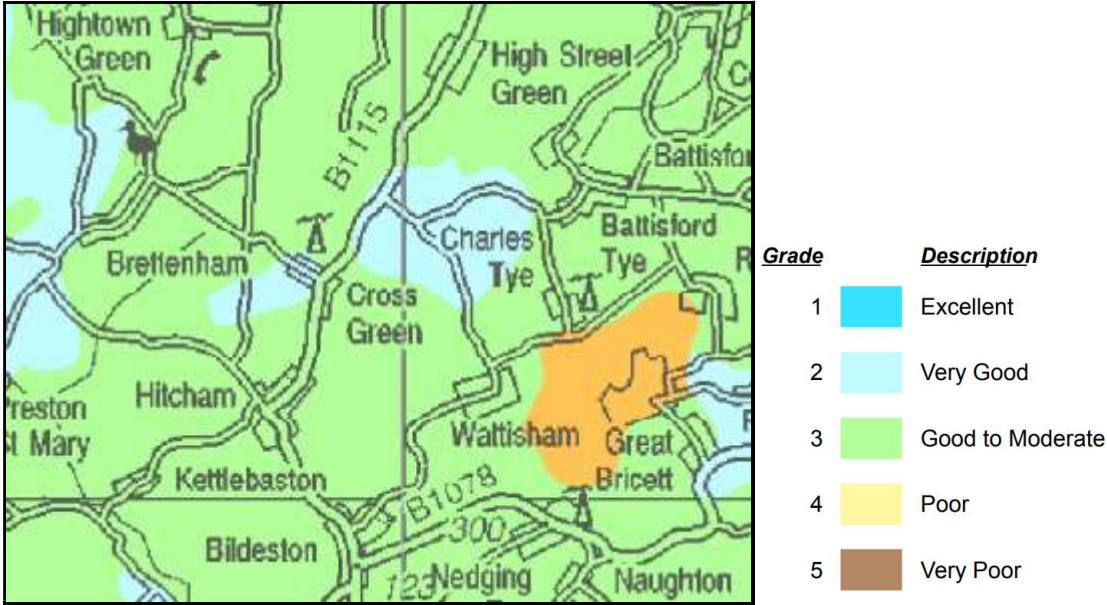 Hightown
Green
High Street
Green
B1115
Battisfor
Brettenham
Charles
Tye
Battisford
Tye
R
Cross
Green
Hitcham
Preston
St Mary
Wattisham
Great
Bricett
Kettlebaston
B1078
300
Bildeston
123
Nedging
Naughton
Grade
Description
1
Excellent
2
Very Good
3
Good to Moderate
4
Poor
5
Very Poor